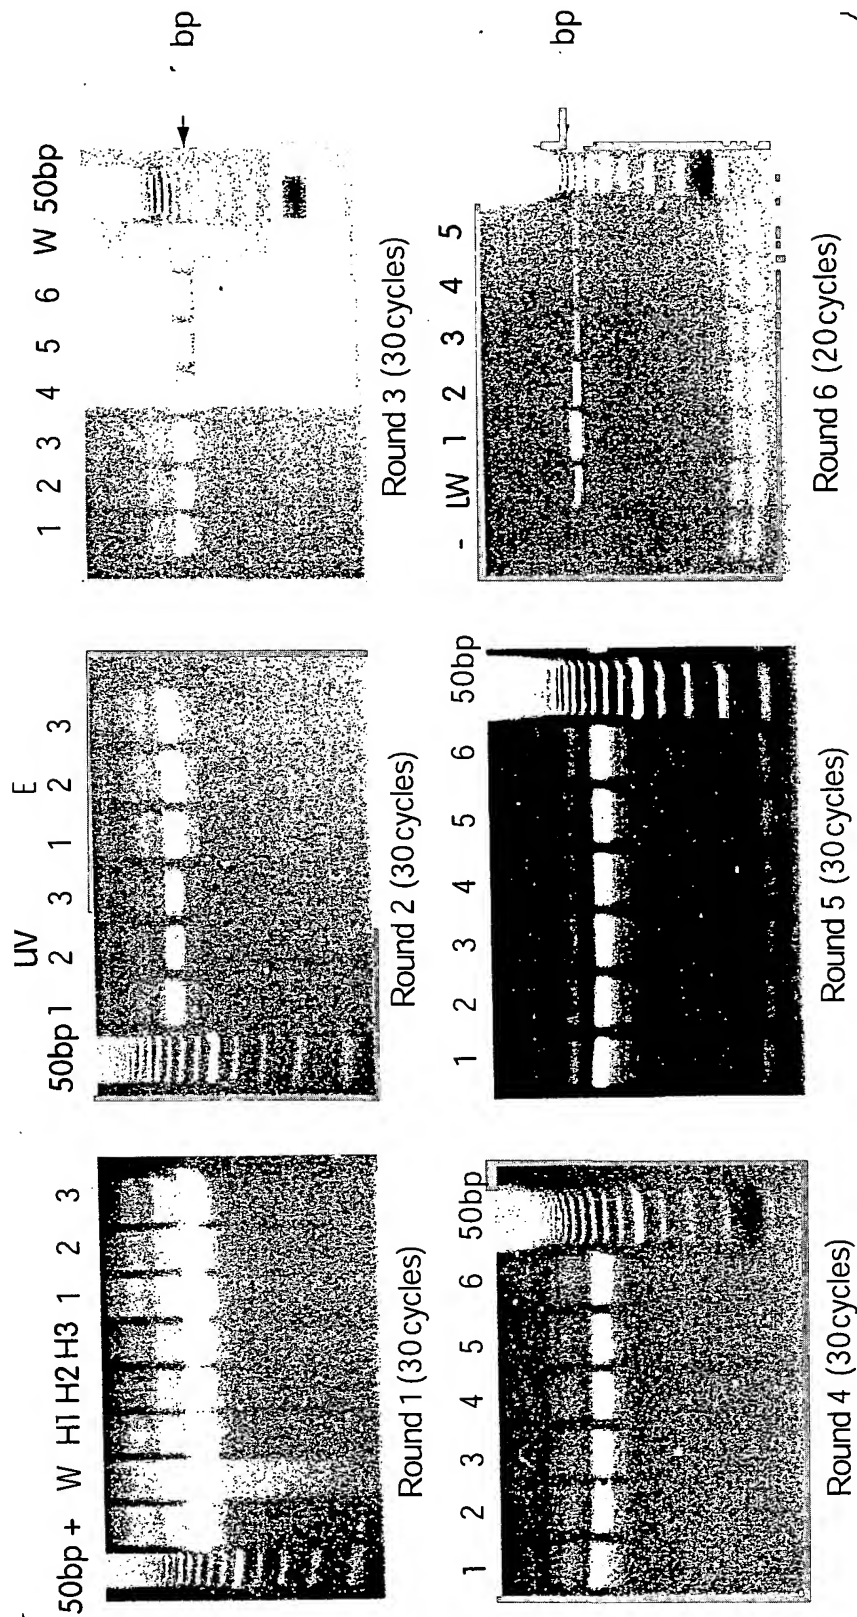 50bp + W H1 H2 H3 1 2 3
Round 1 (30cycles)
UV E
50bp 1 2 3 1 2 3
Round 2 (30cycles)
1 2 3 4 5 6 W 50bp
bp
Round 3 (30cycles)
1 2 3 4 5 6 50bp
Round 4 (30cycles)
1 2 3 4 5 6 50bp
Round 5 (30cycles)
- LW 1 2 3 4 5
bp
Round 6 (20cycles)